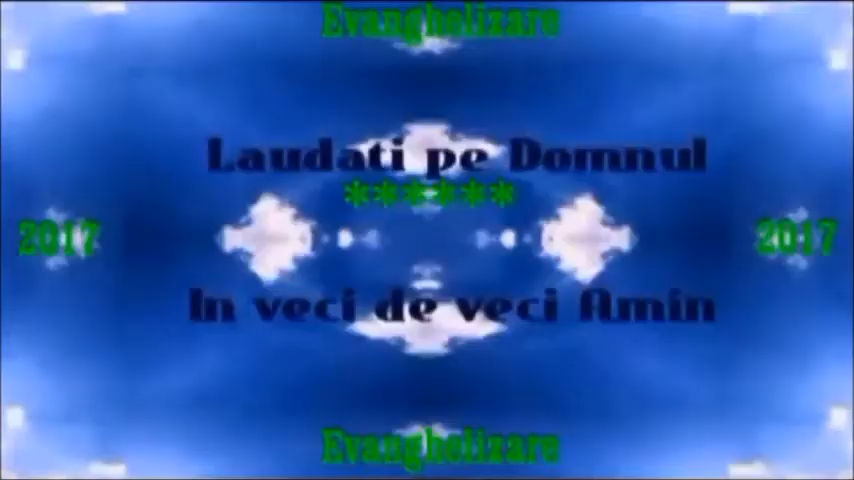 Evanghelizare
Laudati pe Domnul
******
2017 2017
In veci de veci Amin
Evanghelizare